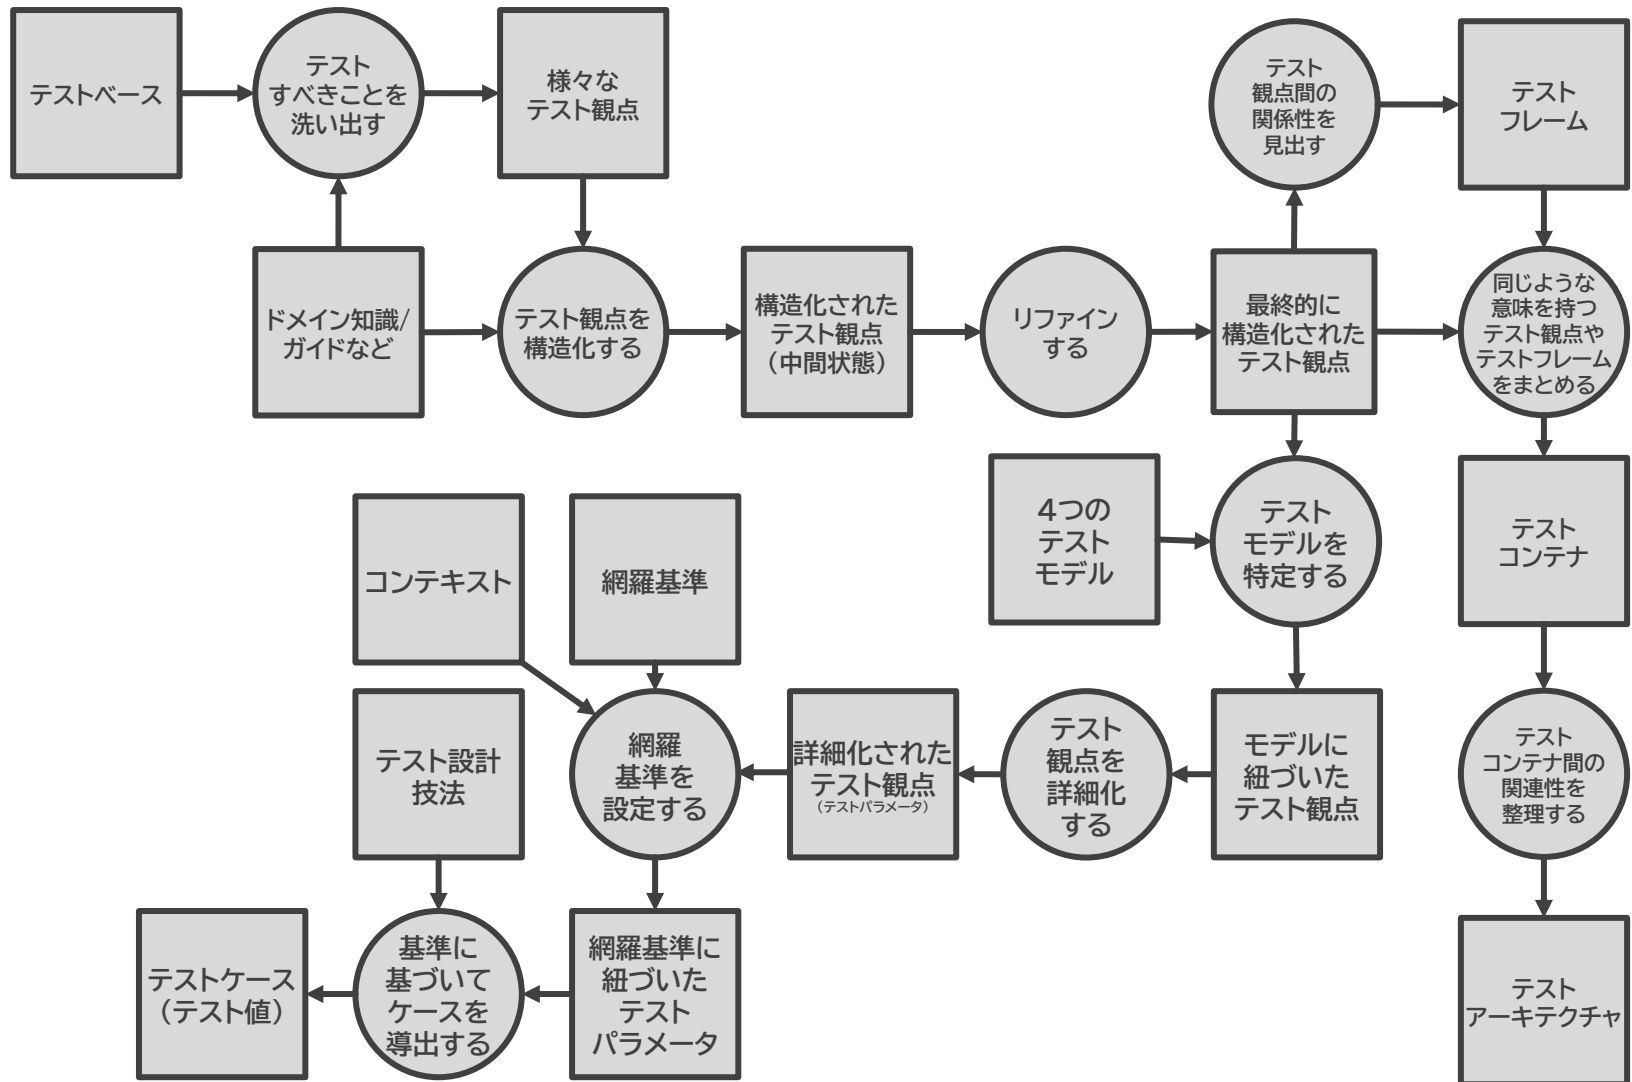 テストベース
テスト
すべきことを
洗い出す
様々な
テスト観点
テスト
観点間の
関係性を
見出す
テスト
フレーム
ドメイン知識/
ガイドなど
テスト観点を
構造化する
構造化された
テスト観点
（中間状態）
リファイン
する
最終的に
構造化された
テスト観点
同じような
意味を持つ
テスト観点や
テストフレーム
をまとめる
コンテキスト
網羅基準
4つの
テスト
モデル
テスト
モデルを
特定する
テスト
コンテナ
テスト設計
技法
網羅
基準を
設定する
詳細化された
テスト観点
（テストパラメータ）
テスト
観点を
詳細化
する
モデルに
紐づいた
テスト観点
テスト
コンテナ間の
関連性を
整理する
テストケース
（テスト値）
基準に
基づいて
ケースを
導出する
網羅基準に
紐づいた
テスト
パラメータ
テスト
アーキテクチャ